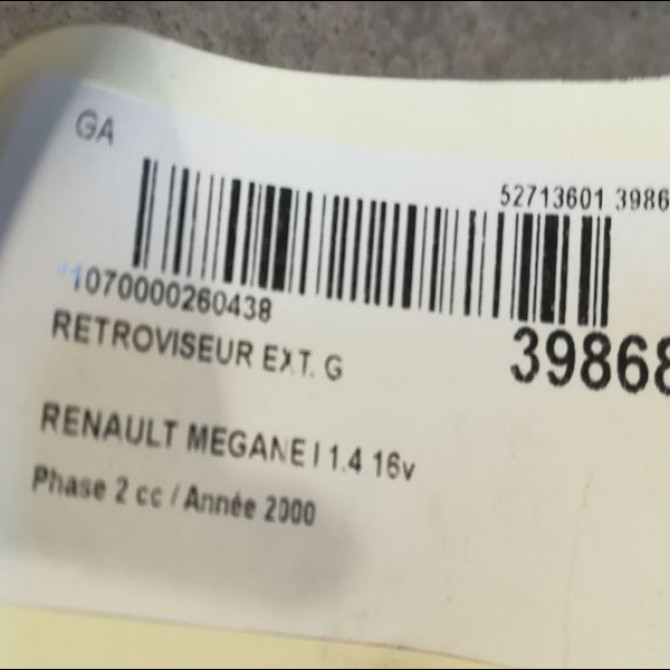 GA
52713601 3986
1070000260438
39868
RETROVISEUR EXT. G
RENAULT MEGANE I 1.4 16v
Phase 2 cc / Année 2000